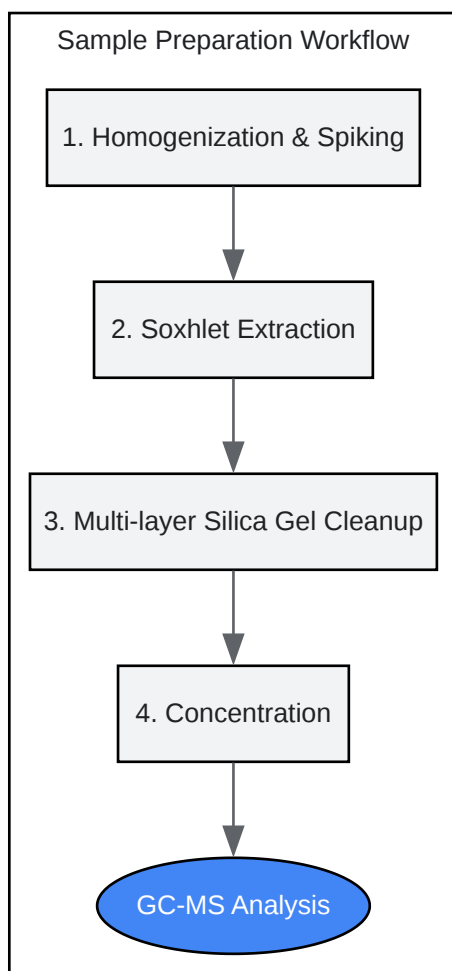 Sample Preparation Workflow
1. Homogenization & Spiking
2. Soxhlet Extraction
3. Multi-layer Silica Gel Cleanup
4. Concentration
GC-MS Analysis